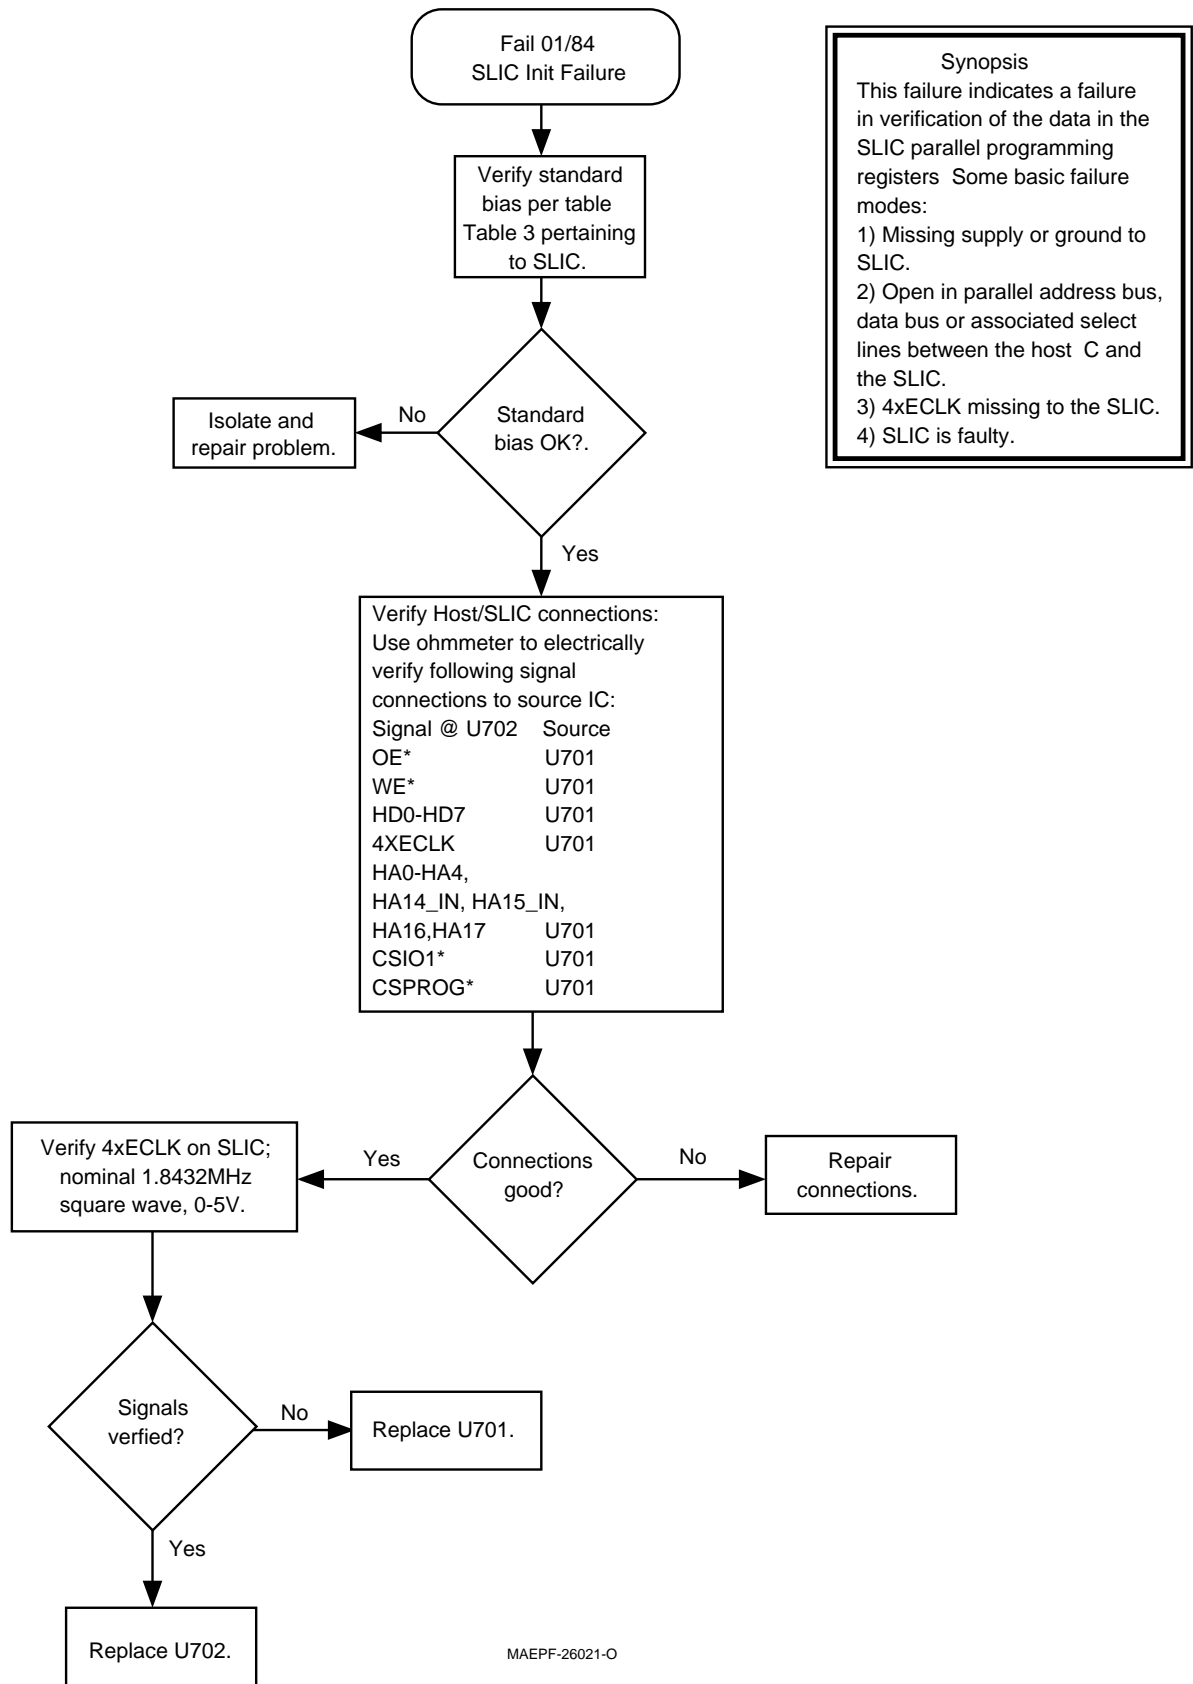 Fail 01/84
SLIC Init Failure
Synopsis
This failure indicates a failure
in verification of the data in the
SLIC parallel programming
registers  Some basic failure
modes:
1) Missing supply or ground to
SLIC.
2) Open in parallel address bus,
data bus or associated select
lines between the host  C and
the SLIC.
3) 4xECLK missing to the SLIC.
4) SLIC is faulty.
Verify standard
bias per table
Table 3 pertaining
to SLIC.
Standard
bias OK?.
No
Isolate and
repair problem.
Yes
Verify Host/SLIC connections:
Use ohmmeter to electrically
verify following signal
connections to source IC:
Signal @ U702 Source
OE* U701
WE* U701
HD0-HD7 U701
4XECLK U701
HA0-HA4,
HA14_IN, HA15_IN,
HA16,HA17 U701
CSIO1* U701
CSPROG* U701
Connections
good?
No
Repair
connections.
Yes
Verify 4xECLK on SLIC;
nominal 1.8432MHz
square wave, 0-5V.
Signals
verfied?
No
Replace U701.
Yes
Replace U702.
MAEPF-26021-O